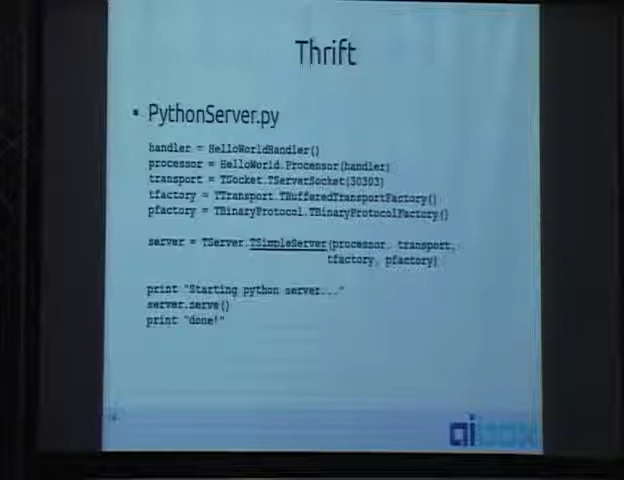 Thrift
• PythonServer.py
handler = HelloWorldHandler()
processor = HelloWorld.Processor(handler)
transport = TSocket.TServerSocket(30303)
tfactory = TTransport.TBufferedTransportFactory()
pfactory = TBinaryProtocol.TBinaryProtocolFactory()
server = TServer.TSimpleServer(processor, transport,
tfactory, pfactory)
print "Starting python server..."
server.serve()
print "done!"
aibox